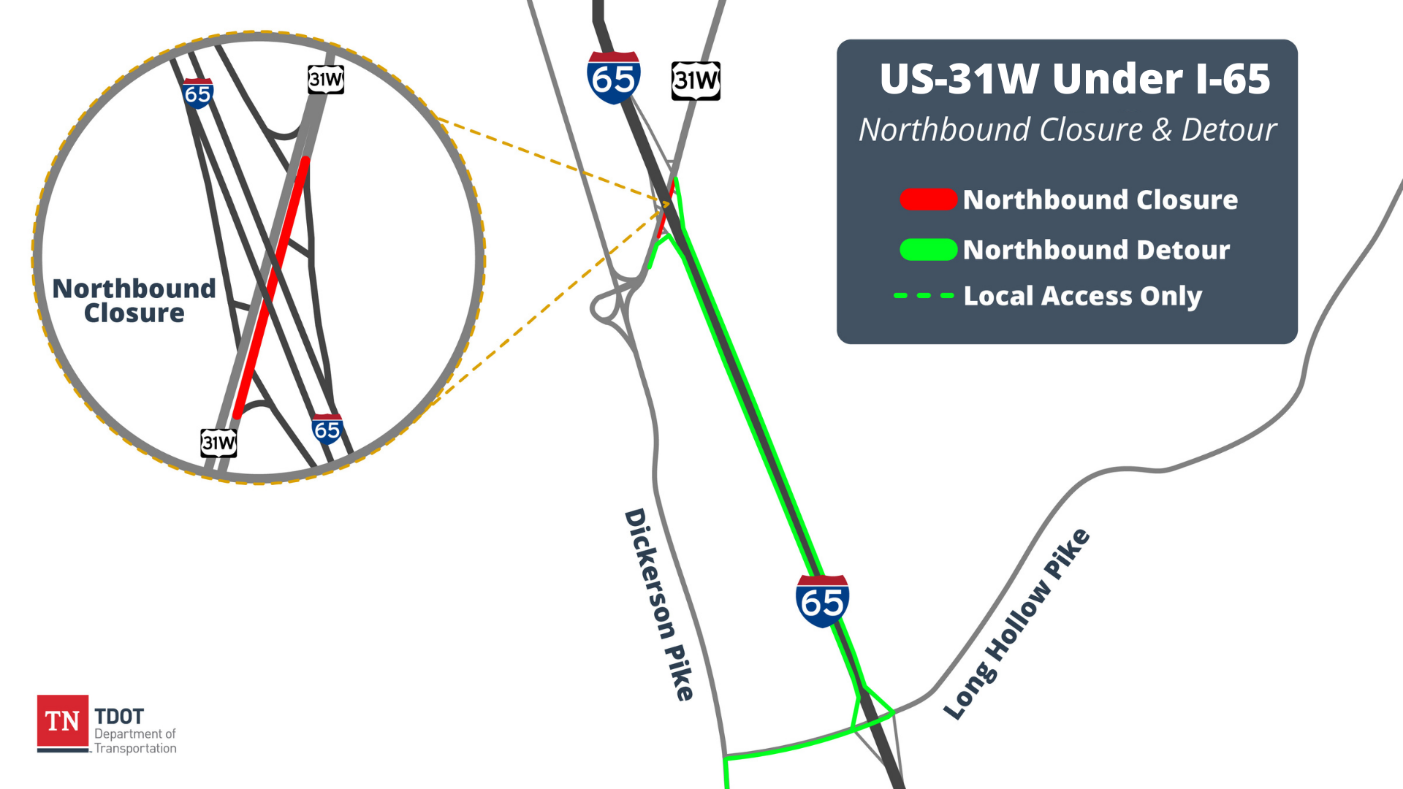 65
31W
US-31W Under I-65
Northbound Closure & Detour
Northbound Closure
Northbound Detour
Local Access Only
65
31W
Northbound
Closure
31W
65
Dickerson Pike
65
Long Hollow Pike
TN
TDOT
Department of
Transportation